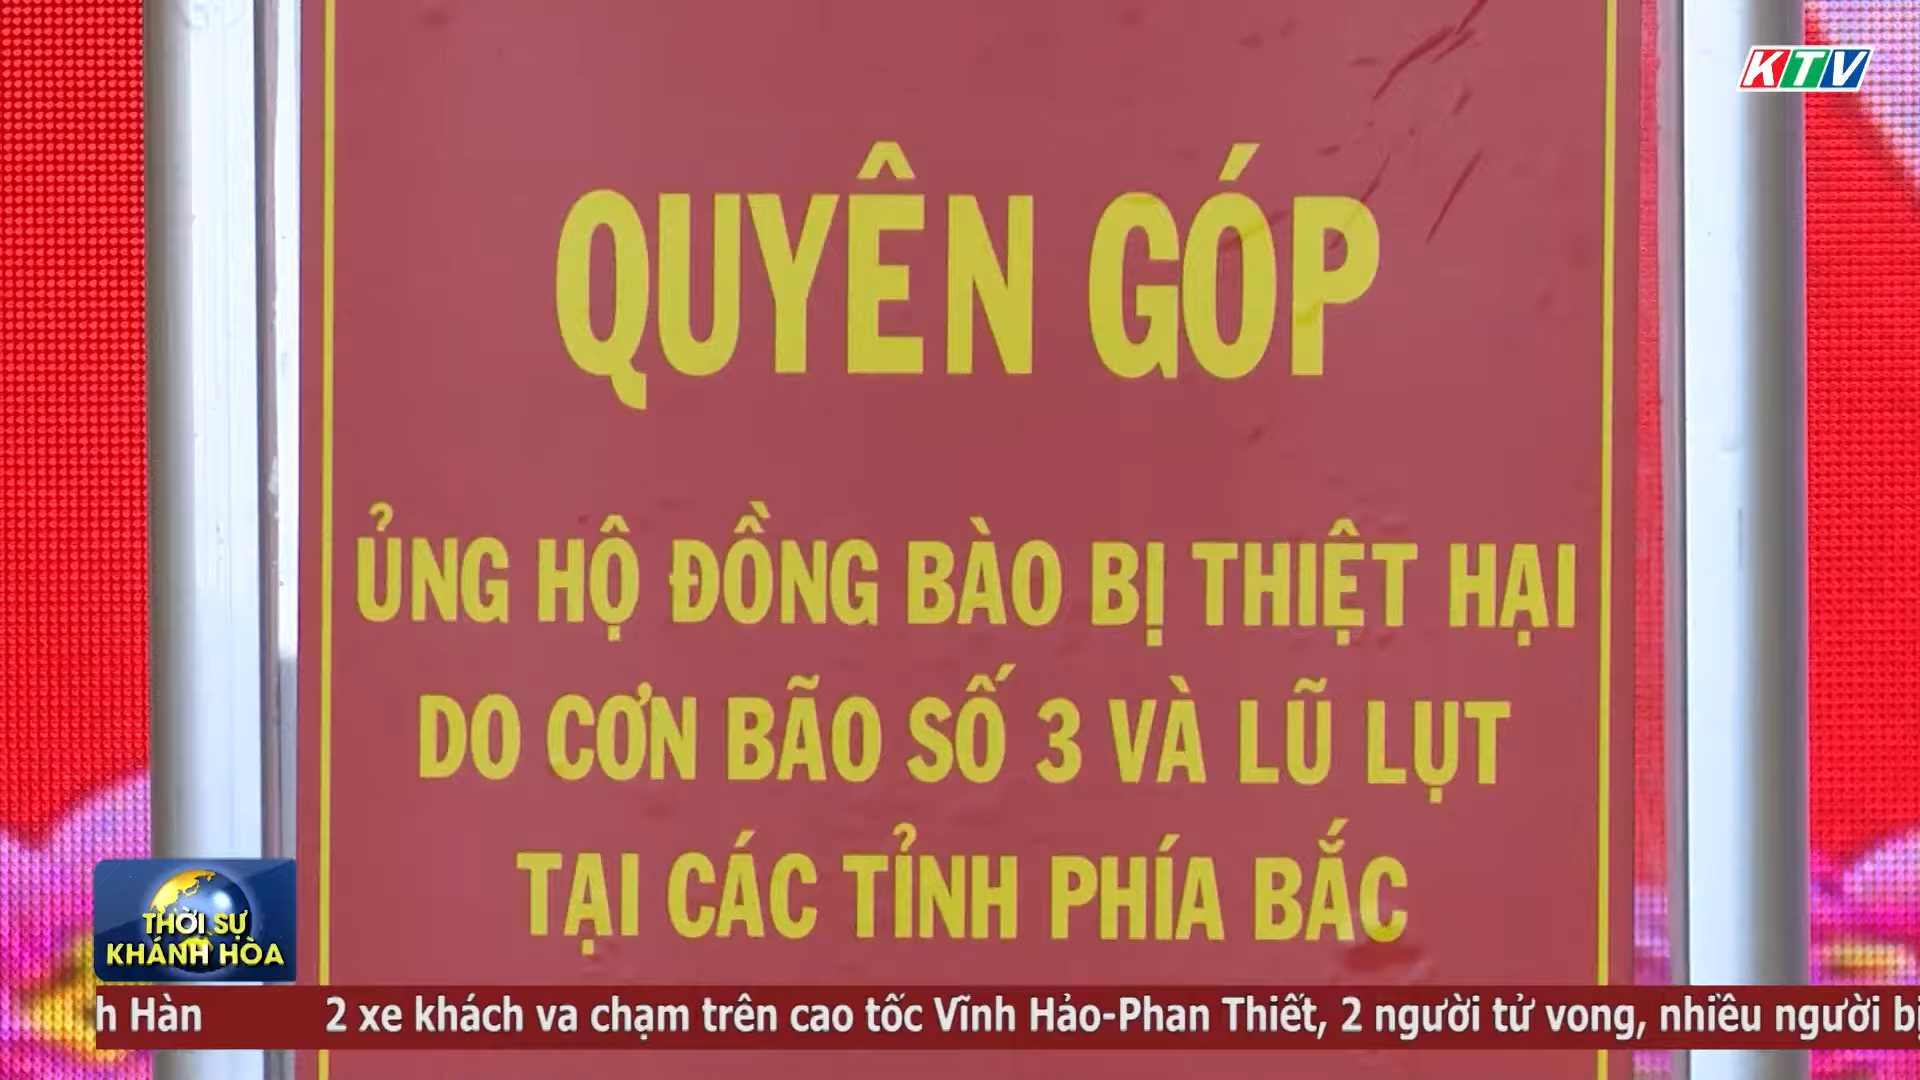 KTV
QUYÊN GÓP
ỦNG HỘ ĐỒNG BÀO BỊ THIỆT HẠI
DO CƠN BÃO SỐ 3 VÀ LŨ LỤT
TẠI CÁC TỈNH PHÍA BẮC
THỜI SỰ
KHÁNH HÒA
h Hàn 2 xe khách va chạm trên cao tốc Vĩnh Hảo-Phan Thiết, 2 người tử vong, nhiều người bị